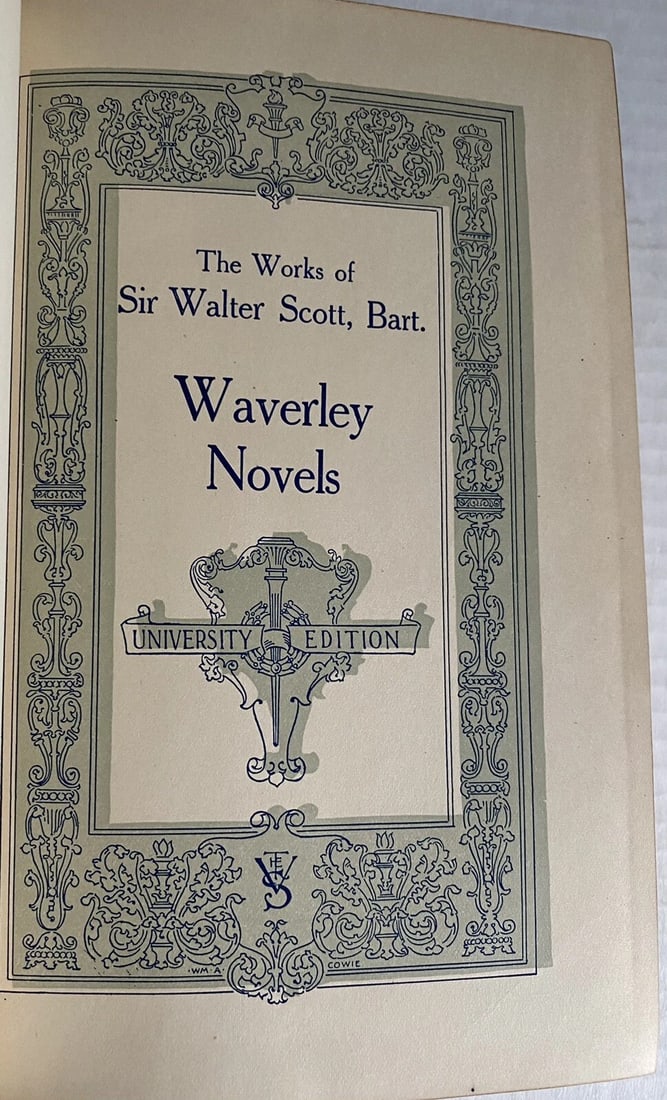 The Works of
Sir Walter Scott, Bart.
Waverley
Novels
UNIVERSITY EDITION
WM·A· COWIE